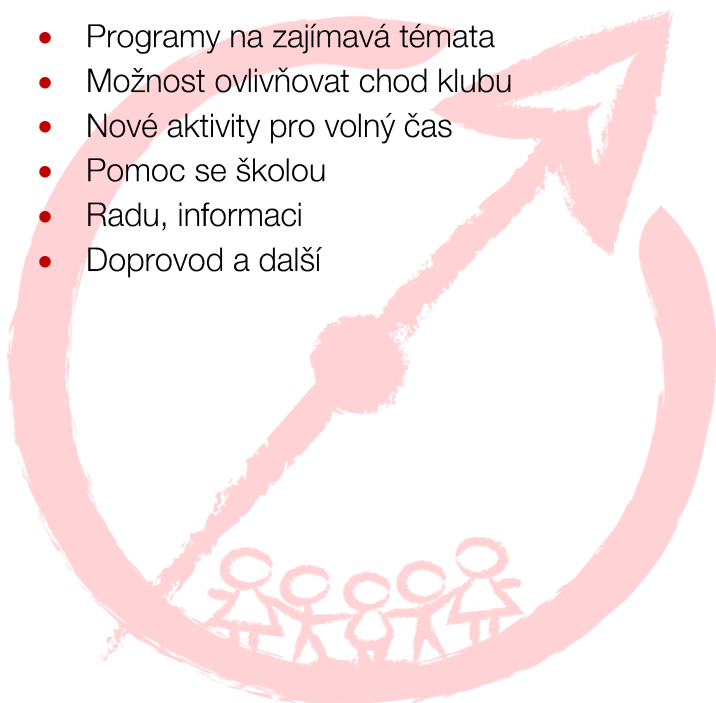 • Programy na zajímavá témata
• Možnost ovlivňovat chod klubu
• Nové aktivity pro volný čas
• Pomoc se školou
• Radu, informaci
• Doprovod a další